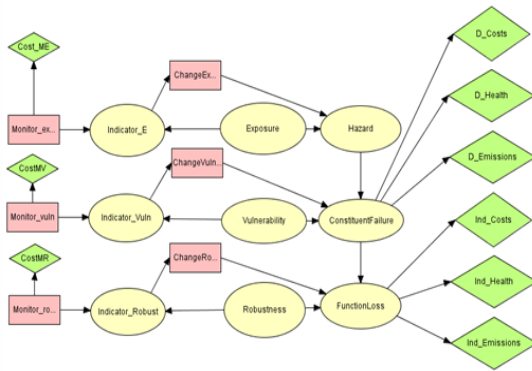 Cost_ME
D_Costs
ChangeEx...
D_Health
Monitor_ex...
Indicator_E
Exposure
Hazard
D_Emissions
CostMV
ChangeVuln...
Monitor_vuln
Indicator_Vuln
Vulnerability
ConstituentFailure
Ind_Costs
CostMR
ChangeRo...
Ind_Health
Monitor_ro...
Indicator_Robust
Robustness
FunctionLoss
Ind_Emissions